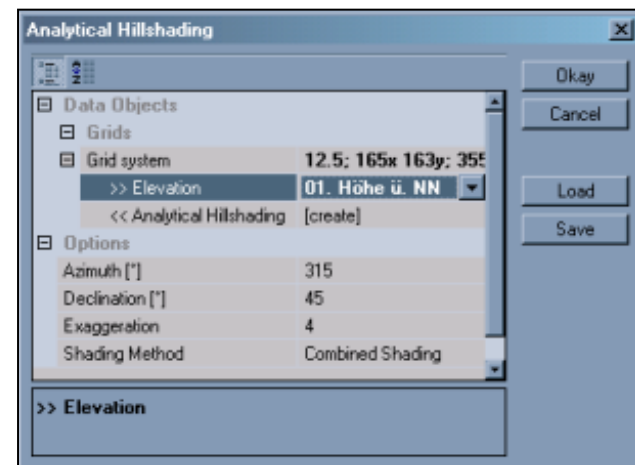 Analytical Hillshading
Okay
Cancel
Load
Save
Data Objects
Grids
Grid system 12.5; 165x 163y; 355
>> Elevation 01. Höhe ü. NN
<< Analytical Hillshading [create]
Options
Azimuth [°] 315
Declination [°] 45
Exaggeration 4
Shading Method Combined Shading
>> Elevation